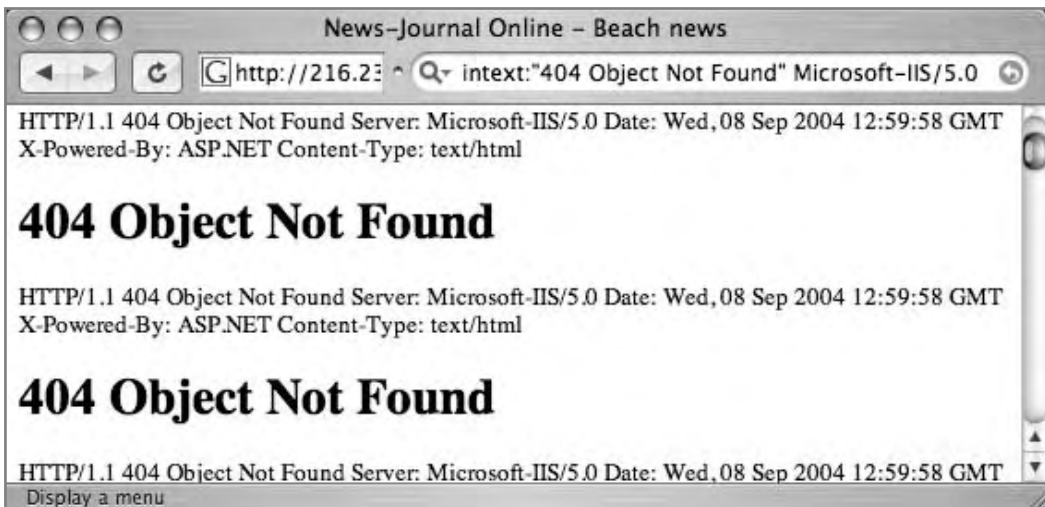 News-Journal Online – Beach news
G http://216.23 intext:"404 Object Not Found" Microsoft-IIS/5.0
HTTP/1.1 404 Object Not Found Server: Microsoft-IIS/5.0 Date: Wed, 08 Sep 2004 12:59:58 GMT
X-Powered-By: ASP.NET Content-Type: text/html
404 Object Not Found
HTTP/1.1 404 Object Not Found Server: Microsoft-IIS/5.0 Date: Wed, 08 Sep 2004 12:59:58 GMT
X-Powered-By: ASP.NET Content-Type: text/html
404 Object Not Found
HTTP/1.1 404 Object Not Found Server: Microsoft-IIS/5.0 Date: Wed, 08 Sep 2004 12:59:58 GMT
Display a menu